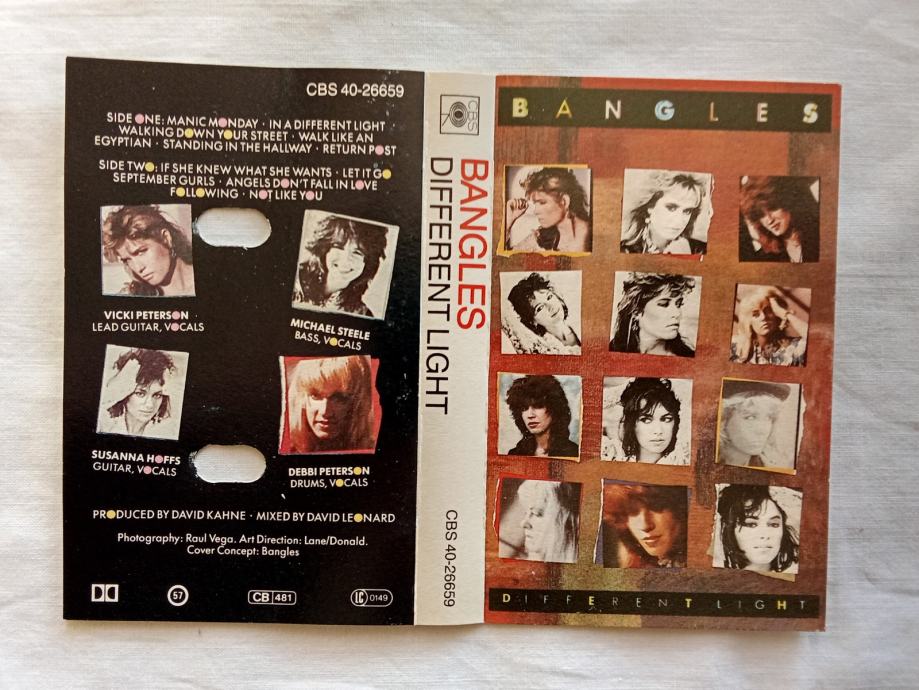 CBS 40-26659
SIDE ONE: MANIC MONDAY · IN A DIFFERENT LIGHT
WALKING DOWN YOUR STREET · WALK LIKE AN
EGYPTIAN · STANDING IN THE HALLWAY · RETURN POST
SIDE TWO: IF SHE KNEW WHAT SHE WANTS · LET IT GO
SEPTEMBER GURLS · ANGELS DON'T FALL IN LOVE
FOLLOWING · NOT LIKE YOU
VICKI PETERSON
LEAD GUITAR, VOCALS
MICHAEL STEELE
BASS, VOCALS
SUSANNA HOFFS
GUITAR, VOCALS
DEBBI PETERSON
DRUMS, VOCALS
PRODUCED BY DAVID KAHNE · MIXED BY DAVID LEONARD
Photography: Raul Vega. Art Direction: Lane/Donald.
Cover Concept: Bangles
57
CB 481
LC 0149
CBS
BANGLES
DIFFERENT LIGHT
CBS 40-26659
BANGLES
DIFFERENT LIGHT